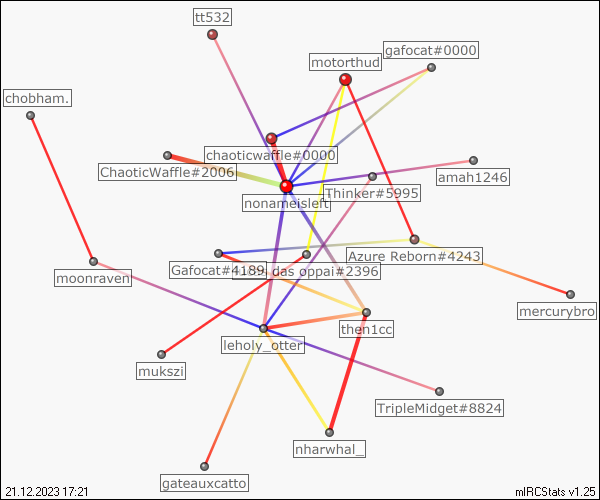 tt532
gafocat#0000
motorthud
chobham.
chaoticwaffle#0000
ChaoticWaffle#2006
amah1246
Thinker#5995
nonameisleft
Azure Reborn#4243
Gafocat#4189
das oppai#2396
moonraven
mercurybro
then1cc
leholy_otter
mukszi
TripleMidget#8824
nharwhal_
gateauxcatto
21.12.2023 17:21
mIRCStats v1.25